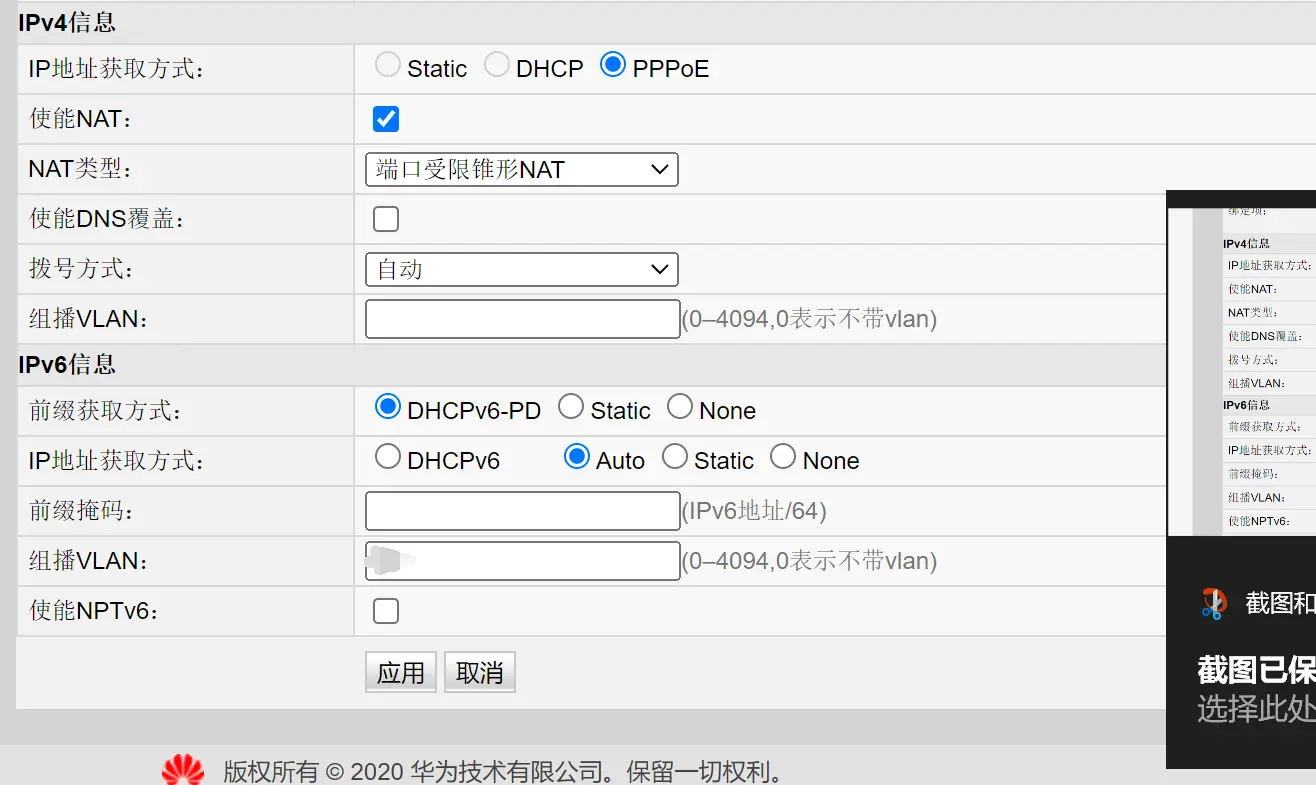 IPv4信息
IP地址获取方式： Static DHCP PPPoE
使能NAT：
NAT类型： 端口受限锥形NAT
使能DNS覆盖：
拨号方式： 自动
组播VLAN： (0–4094,0表示不带vlan)
IPv6信息
前缀获取方式： DHCPv6-PD Static None
IP地址获取方式： DHCPv6 Auto Static None
前缀掩码： (IPv6地址/64)
组播VLAN： (0–4094,0表示不带vlan)
使能NPTv6：
应用 取消
版权所有 © 2020 华为技术有限公司。保留一切权利。
绑定项：
IPv4信息
IP地址获取方式：
使能NAT：
NAT类型：
使能DNS覆盖：
拨号方式：
组播VLAN：
IPv6信息
前缀获取方式：
IP地址获取方式：
前缀掩码：
组播VLAN：
使能NPTv6：
截图和
截图已保
选择此处